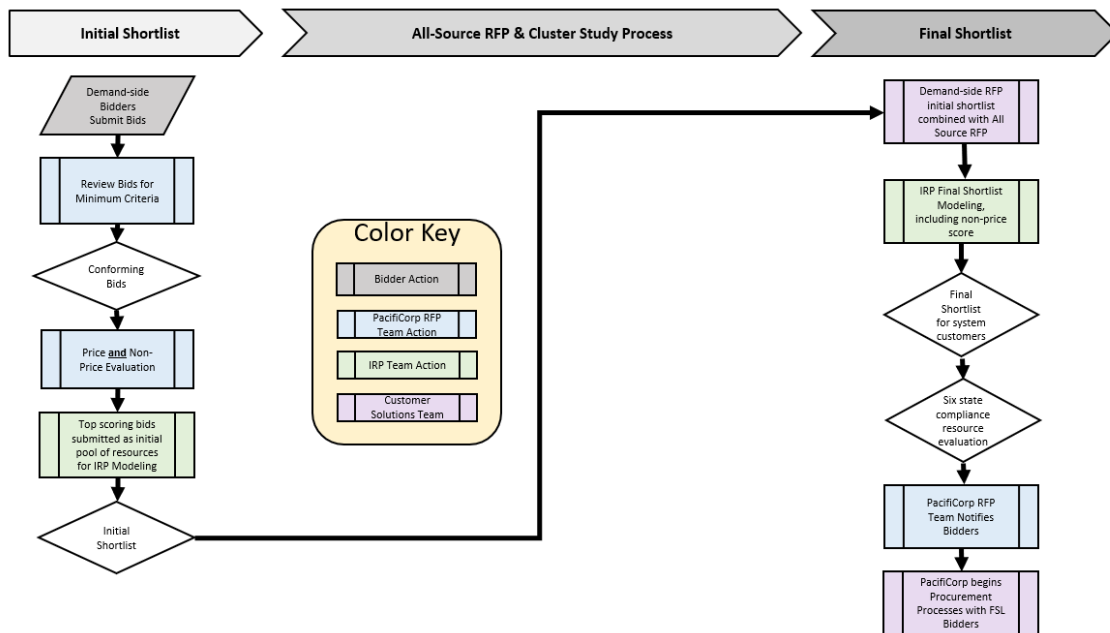 Initial Shortlist
All-Source RFP & Cluster Study Process
Final Shortlist
Demand-side
Bidders
Submit Bids
Review Bids for
Minimum Criteria
Conforming
Bids
Price and Non-
Price Evaluation
Top scoring bids
submitted as initial
pool of resources
for IRP Modeling
Initial
Shortlist
Color Key
Bidder Action
PacifiCorp RFP
Team Action
IRP Team Action
Customer
Solutions Team
Demand-side RFP
initial shortlist
combined with All
Source RFP
IRP Final Shortlist
Modeling,
including non-price
score
Final
Shortlist
for system
customers
Six state
compliance
resource
evaluation
PacifiCorp RFP
Team Notifies
Bidders
PacifiCorp begins
Procurement
Processes with FSL
Bidders